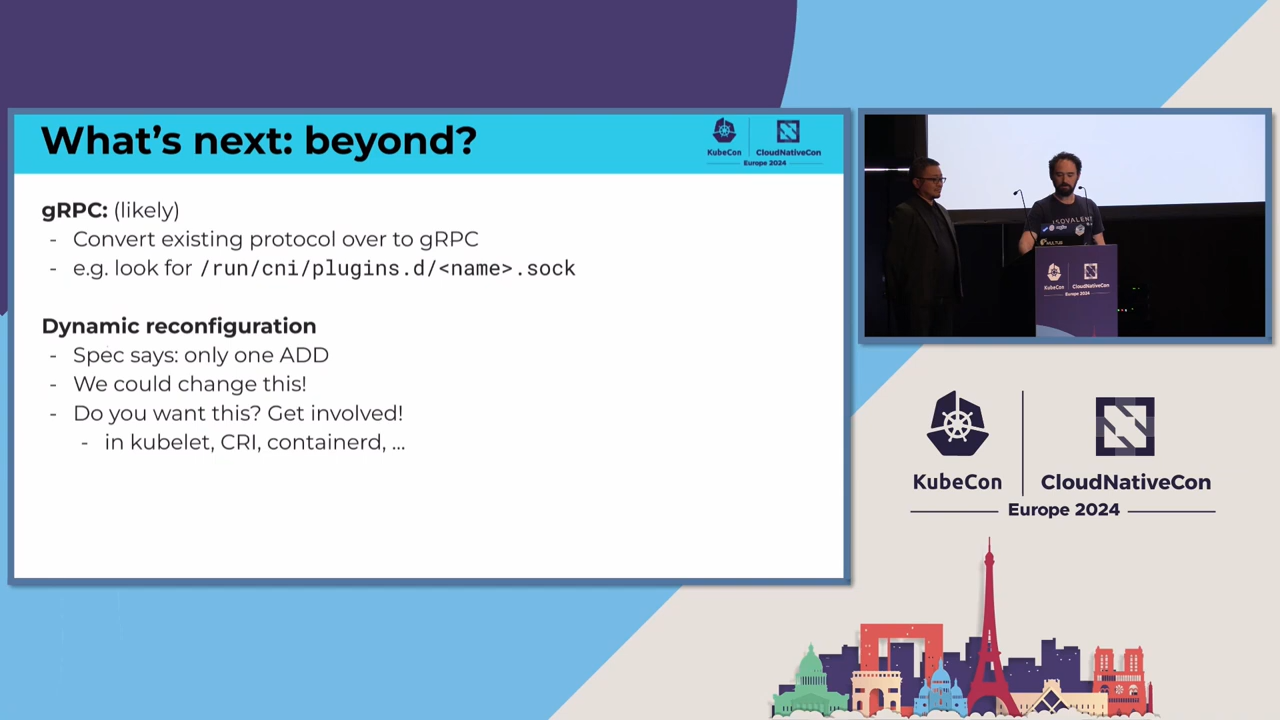 What's next: beyond?
KubeCon
CloudNativeCon
Europe 2024
gRPC: (likely)
- Convert existing protocol over to gRPC
- e.g. look for /run/cni/plugins.d/<name>.sock
Dynamic reconfiguration
- Spec says: only one ADD
- We could change this!
- Do you want this? Get involved!
- in kubelet, CRI, containerd, ...
ISOVALENT
MULTUS
KubeCon
CloudNativeCon
Europe 2024
KubeCon
CloudNativeCon
Europe 2024